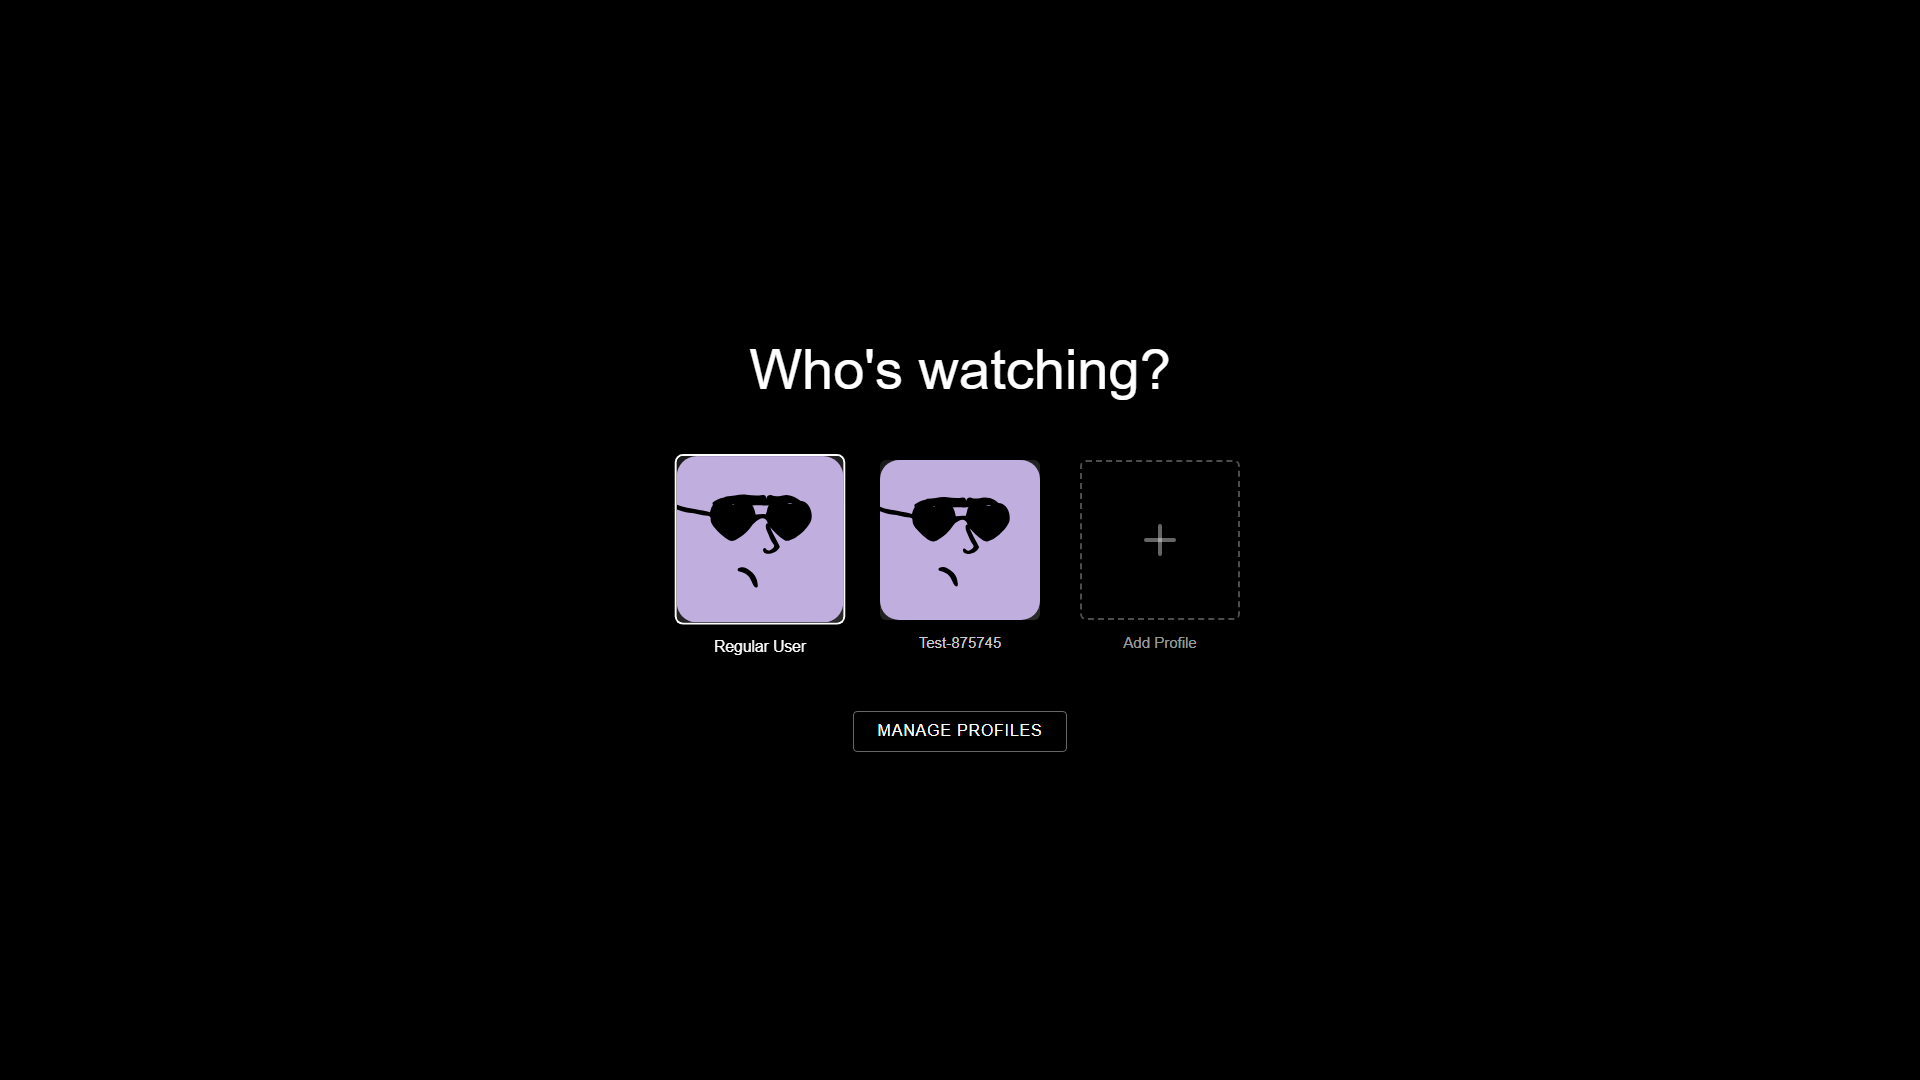 Who's watching?
Regular User
Test-875745
Add Profile
MANAGE PROFILES